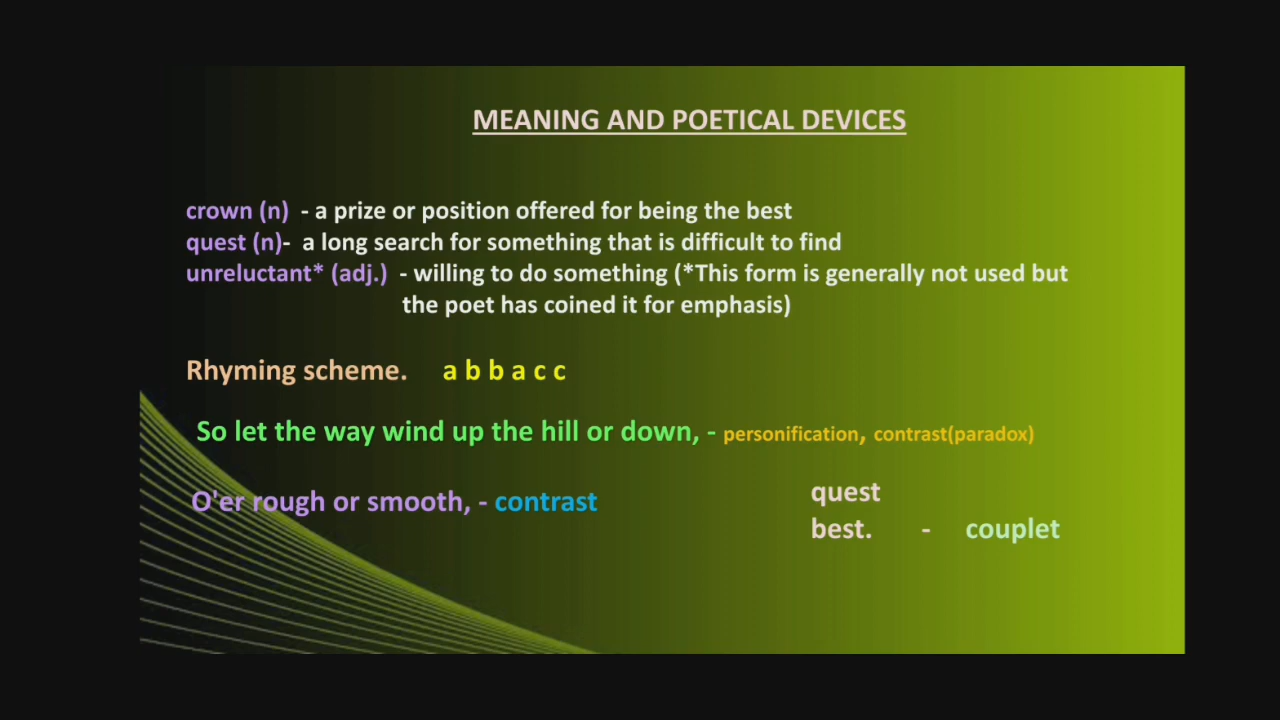 MEANING AND POETICAL DEVICES
crown (n) - a prize or position offered for being the best
quest (n)- a long search for something that is difficult to find
unreluctant* (adj.) - willing to do something (*This form is generally not used but
the poet has coined it for emphasis)
Rhyming scheme. a b b a c c
So let the way wind up the hill or down, - personification, contrast(paradox)
O'er rough or smooth, - contrast
quest
best. - couplet